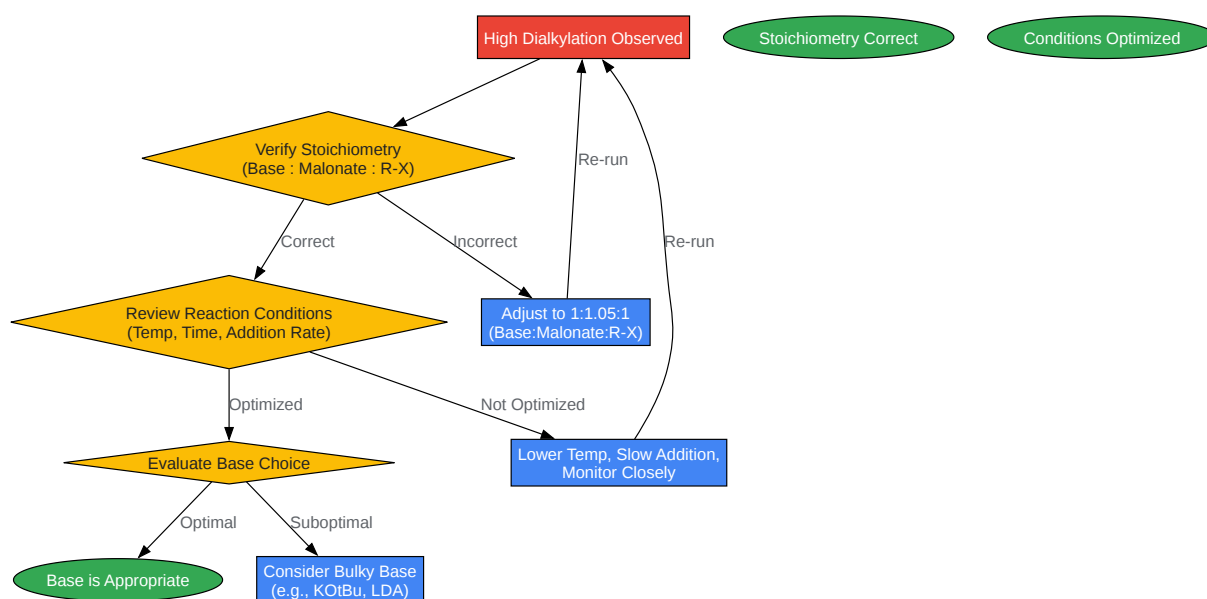 High Dialkylation Observed
Stoichiometry Correct
Conditions Optimized
Verify Stoichiometry
(Base : Malonate : R-X)
Re-run
Re-run
Correct
Incorrect
Review Reaction Conditions
(Temp, Time, Addition Rate)
Adjust to 1:1.05:1
(Base:Malonate:R-X)
Optimized
Not Optimized
Lower Temp, Slow Addition,
Monitor Closely
Evaluate Base Choice
Optimal
Suboptimal
Base is Appropriate
Consider Bulky Base
(e.g., KOtBu, LDA)